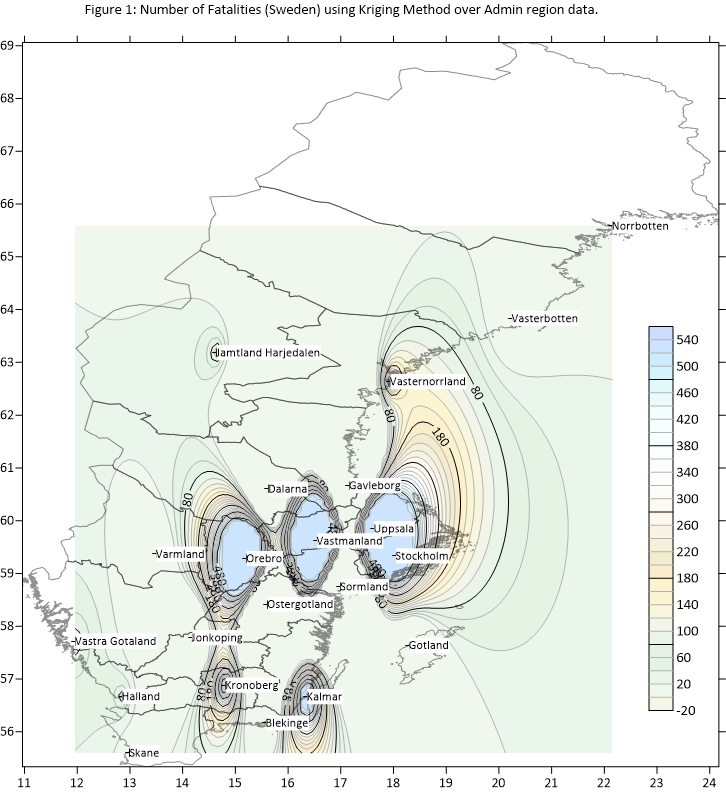 Figure 1: Number of Fatalities (Sweden) using Kriging Method over Admin region data.
69
68
67
66
Norrbotten
65
64
Vasterbotten
Jamtland Harjedalen
540
63
Vasternorrland
500
80
460
80
62
420
180
380
61
340
Dalarna
Gavleborg
300
180
60
Uppsala
260
Vastmanland
220
Varmland
Orebro
Stockholm
180
59
Sormland
140
Ostergotland
100
58
Jonkoping
Vastra Gotaland
Gotland
60
57
Kronoberg
20
Halland
Kalmar
-20
56
Blekinge
Skane
11 12 13 14 15 16 17 18 19 20 21 22 23 24